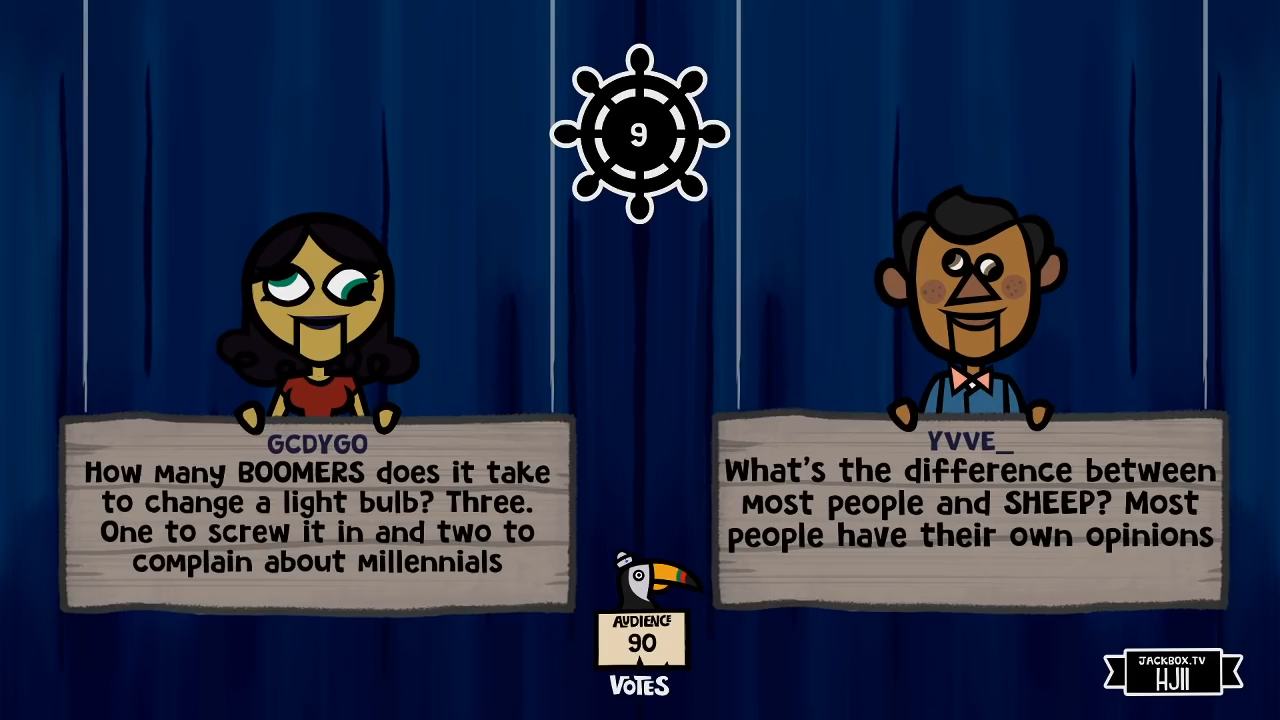 9
GCDYGO
How many BOOMERS does it take
to change a light bulb? Three.
One to screw it in and two to
complain about Millennials
YVVE_
What's the difference between
most people and SHEEP? Most
people have their own opinions
AUDIENCE
90
VOTES
JACKBOX.TV
HJII